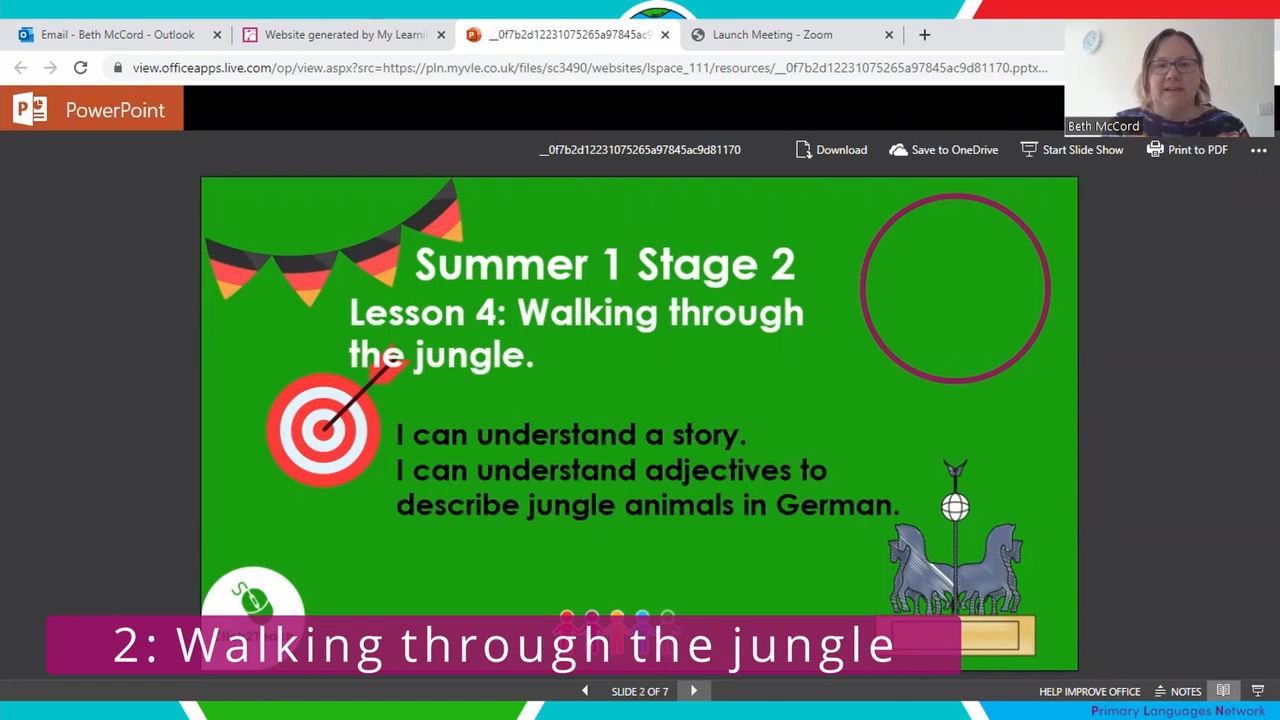 Email - Beth McCord - Outlook
Website generated by My Learni
__0f7b2d12231075265a97845ac9
Launch Meeting - Zoom
view.officeapps.live.com/op/view.aspx?src=https://pln.myvle.co.uk/files/sc3490/websites/lspace_111/resources/__0f7b2d12231075265a97845ac9d81170.pptx...
PowerPoint
Beth McCord
__0f7b2d12231075265a97845ac9d81170
Download
Save to OneDrive
Start Slide Show
Print to PDF
Summer 1 Stage 2
Lesson 4: Walking through
the jungle.
I can understand a story.
I can understand adjectives to
describe jungle animals in German.
2: Walking through the jungle
SLIDE 2 OF 7
HELP IMPROVE OFFICE
NOTES
Primary Languages Network